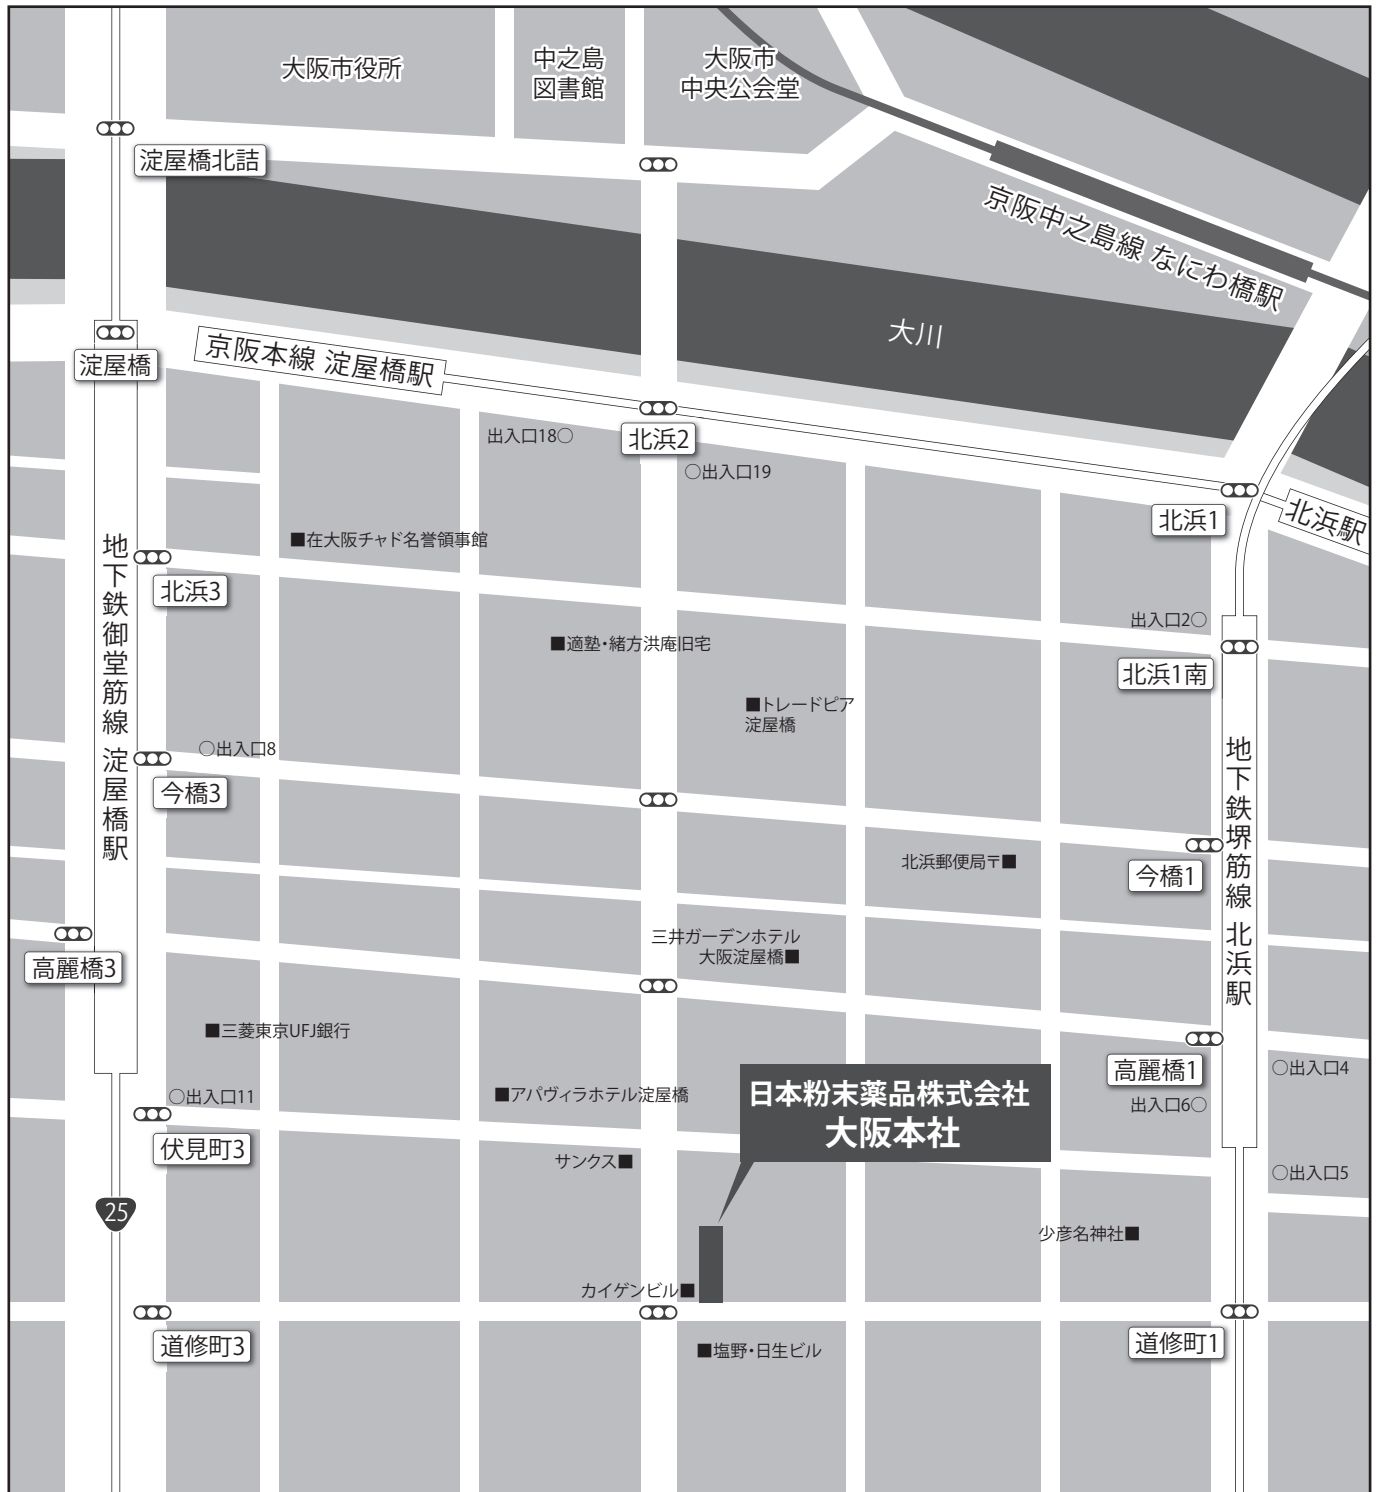 大阪市役所
中之島
図書館
大阪市
中央公会堂
淀屋橋北詰
京阪中之島線 なにわ橋駅
大川
淀屋橋
京阪本線 淀屋橋駅
出入口18○
北浜2
○出入口19
北浜1
北浜駅
■在大阪チャド名誉領事館
地下鉄御堂筋線 淀屋橋駅
北浜3
出入口2○
■適塾・緒方洪庵旧宅
北浜1南
■トレードピア
淀屋橋
○出入口8
今橋3
地下鉄堺筋線 北浜駅
北浜郵便局〒■
今橋1
三井ガーデンホテル
大阪淀屋橋■
高麗橋3
■三菱東京UFJ銀行
高麗橋1
○出入口4
○出入口11
■アパヴィラホテル淀屋橋
日本粉末薬品株式会社
大阪本社
出入口6○
伏見町3
サンクス■
○出入口5
25
少彦名神社■
カイゲンビル■
道修町3
■塩野・日生ビル
道修町1